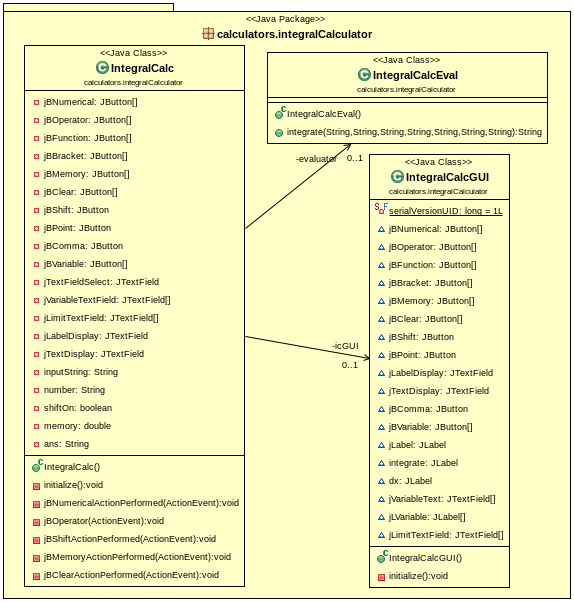 <<Java Package>>
calculators.integralCalculator
<<Java Class>>
IntegralCalc
calculators.integralCalculator
jBNumerical: JButton[]
jBOperator: JButton[]
jBFunction: JButton[]
jBBracket: JButton[]
jBMemory: JButton[]
jBClear: JButton[]
jBShift: JButton
jBPoint: JButton
jBComma: JButton
jBVariable: JButton[]
jTextFieldSelect: JTextField
jVariableTextField: JTextField[]
jLimitTextField: JTextField[]
jLabelDisplay: JTextField
jTextDisplay: JTextField
inputString: String
number: String
shiftOn: boolean
memory: double
ans: String
IntegralCalc()
initialize():void
jBNumericalActionPerformed(ActionEvent):void
jBOperator(ActionEvent):void
jBShiftActionPerformed(ActionEvent):void
jBMemoryActionPerformed(ActionEvent):void
jBClearActionPerformed(ActionEvent):void
<<Java Class>>
IntegralCalcEval
calculators.integralCalculator
IntegralCalcEval()
integrate(String,String,String,String,String,String,String):String
-evaluator
0..1
-icGUI
0..1
<<Java Class>>
IntegralCalcGUI
calculators.integralCalculator
serialVersionUID: long = 1L
jBNumerical: JButton[]
jBOperator: JButton[]
jBFunction: JButton[]
jBBracket: JButton[]
jBMemory: JButton[]
jBClear: JButton[]
jBShift: JButton
jBPoint: JButton
jLabelDisplay: JTextField
jTextDisplay: JTextField
jBComma: JButton
jBVariable: JButton[]
jLabel: JLabel
integrate: JLabel
dx: JLabel
jVariableText: JTextField[]
jLVariable: JLabel[]
jLimitTextField: JTextField[]
IntegralCalcGUI()
initialize():void